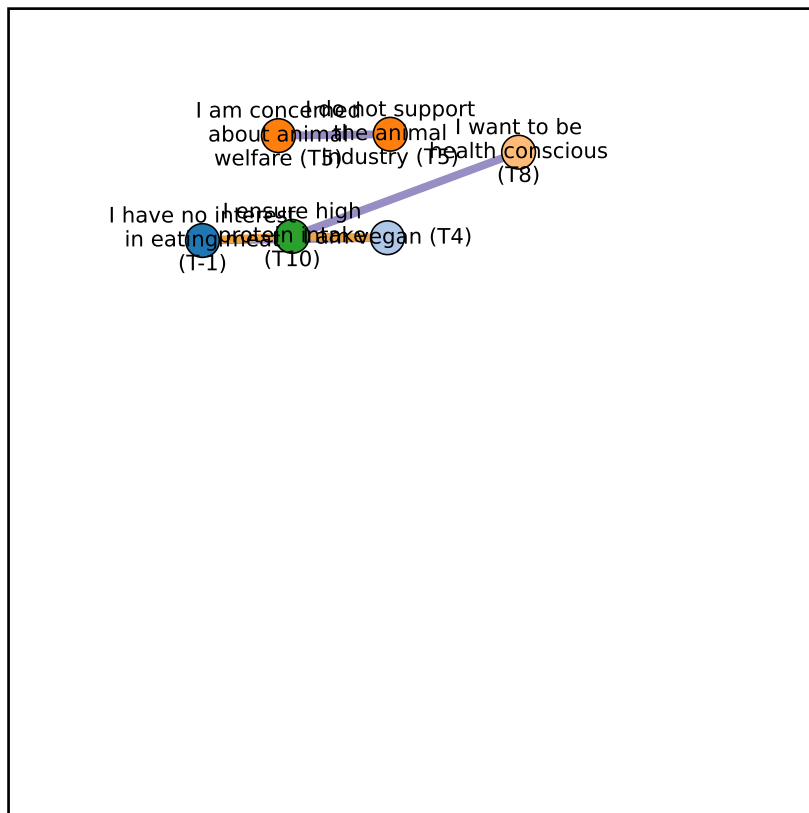 I am concerned
about animal
welfare (T5)
I do not support
the animal
industry (T5)
I want to be
health conscious
(T8)
I have no interest
in eating meat
(T-1)
I ensure high
protein intake
(T10)
I am vegan (T4)